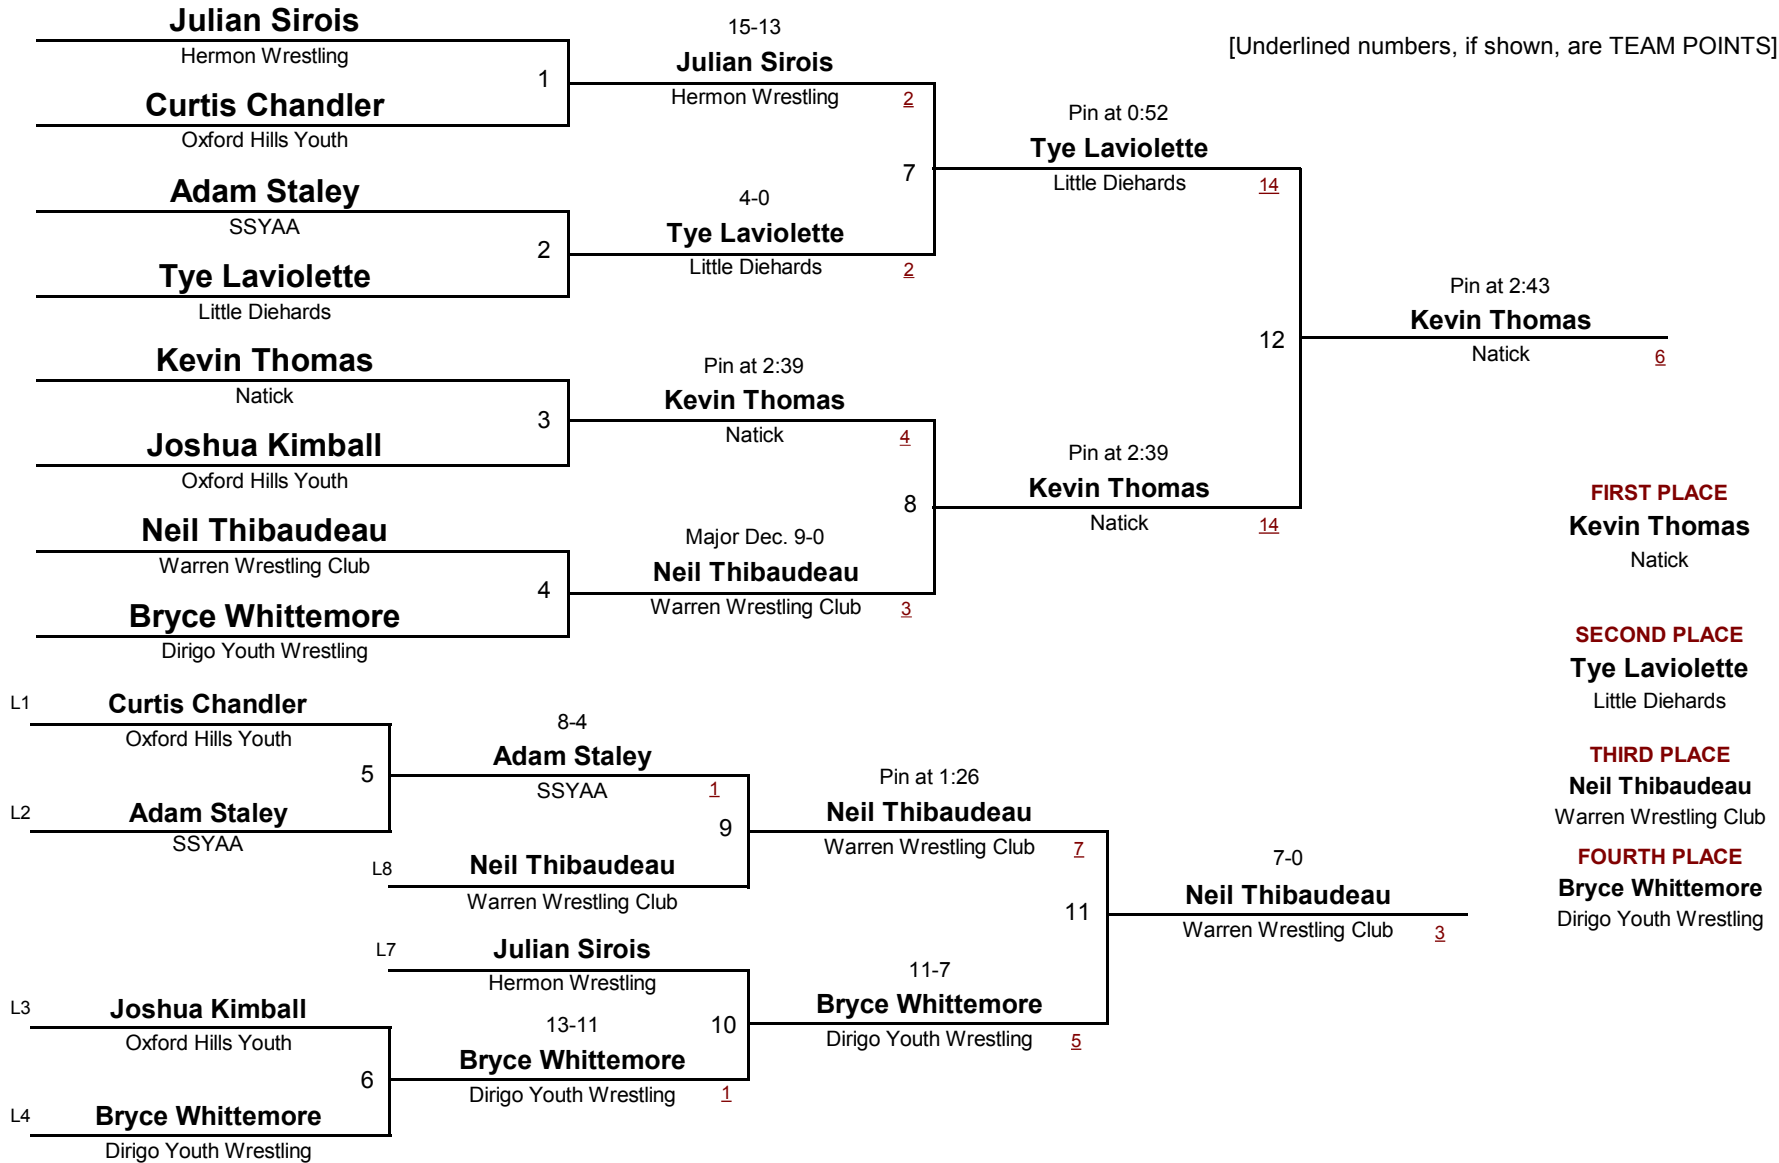 [Underlined numbers, if shown, are TEAM POINTS]
Julian Sirois
Hermon Wrestling
1
Curtis Chandler
Oxford Hills Youth
Adam Staley
SSYAA
2
Tye Laviolette
Little Diehards
Kevin Thomas
Natick
3
Joshua Kimball
Oxford Hills Youth
Neil Thibaudeau
Warren Wrestling Club
4
Bryce Whittemore
Dirigo Youth Wrestling
15-13
Julian Sirois
Hermon Wrestling 2
7
4-0
Tye Laviolette
Little Diehards 2
Pin at 2:39
Kevin Thomas
Natick 4
8
Major Dec. 9-0
Neil Thibaudeau
Warren Wrestling Club 3
Pin at 0:52
Tye Laviolette
Little Diehards 14
12
Pin at 2:39
Kevin Thomas
Natick 14
Pin at 2:43
Kevin Thomas
Natick 6
L1 Curtis Chandler
Oxford Hills Youth
5
L2 Adam Staley
SSYAA
8-4
Adam Staley
SSYAA 1
9
L8 Neil Thibaudeau
Warren Wrestling Club
L7 Julian Sirois
Hermon Wrestling
10
L3 Joshua Kimball
Oxford Hills Youth
6
L4 Bryce Whittemore
Dirigo Youth Wrestling
13-11
Bryce Whittemore
Dirigo Youth Wrestling 1
Pin at 1:26
Neil Thibaudeau
Warren Wrestling Club 7
11
11-7
Bryce Whittemore
Dirigo Youth Wrestling 5
7-0
Neil Thibaudeau
Warren Wrestling Club 3
FIRST PLACE
Kevin Thomas
Natick
SECOND PLACE
Tye Laviolette
Little Diehards
THIRD PLACE
Neil Thibaudeau
Warren Wrestling Club
FOURTH PLACE
Bryce Whittemore
Dirigo Youth Wrestling